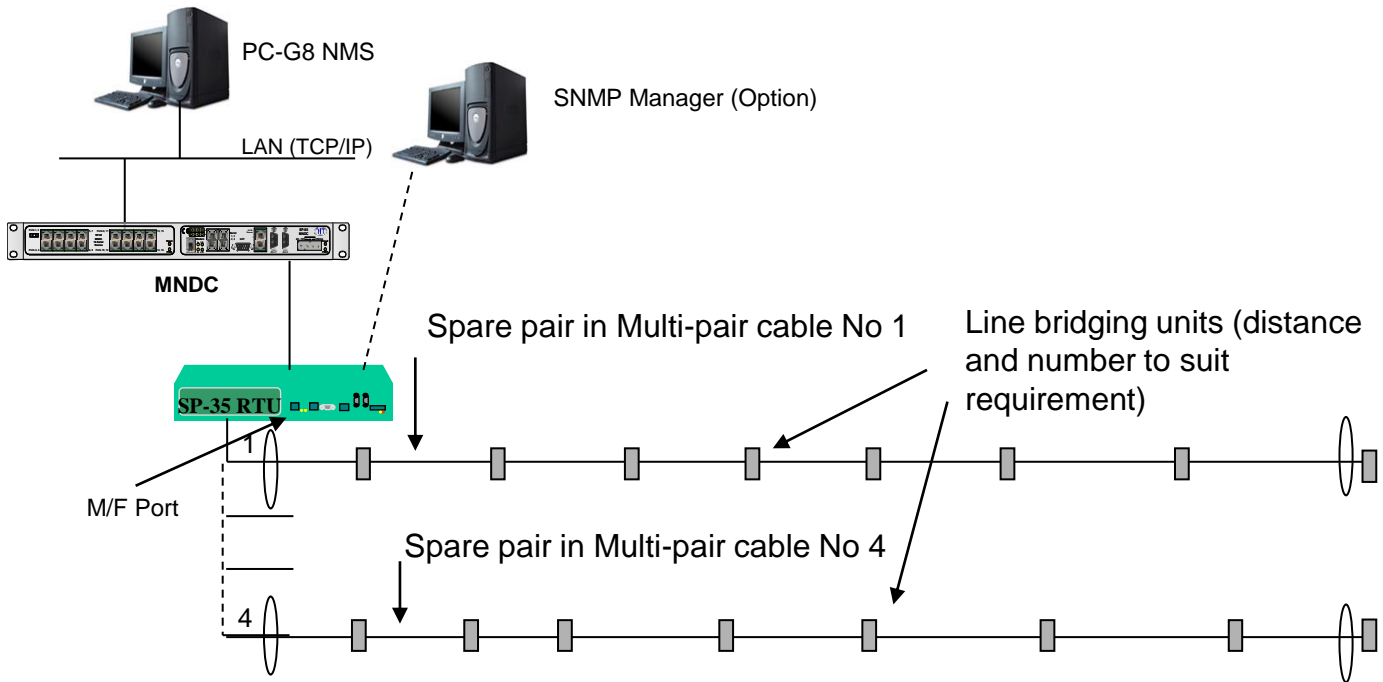 PC-G8 NMS
SNMP Manager (Option)
LAN (TCP/IP)
MNDC
Spare pair in Multi-pair cable No 1
Line bridging units (distance
and number to suit
requirement)
SP-35 RTU
1
M/F Port
Spare pair in Multi-pair cable No 4
4